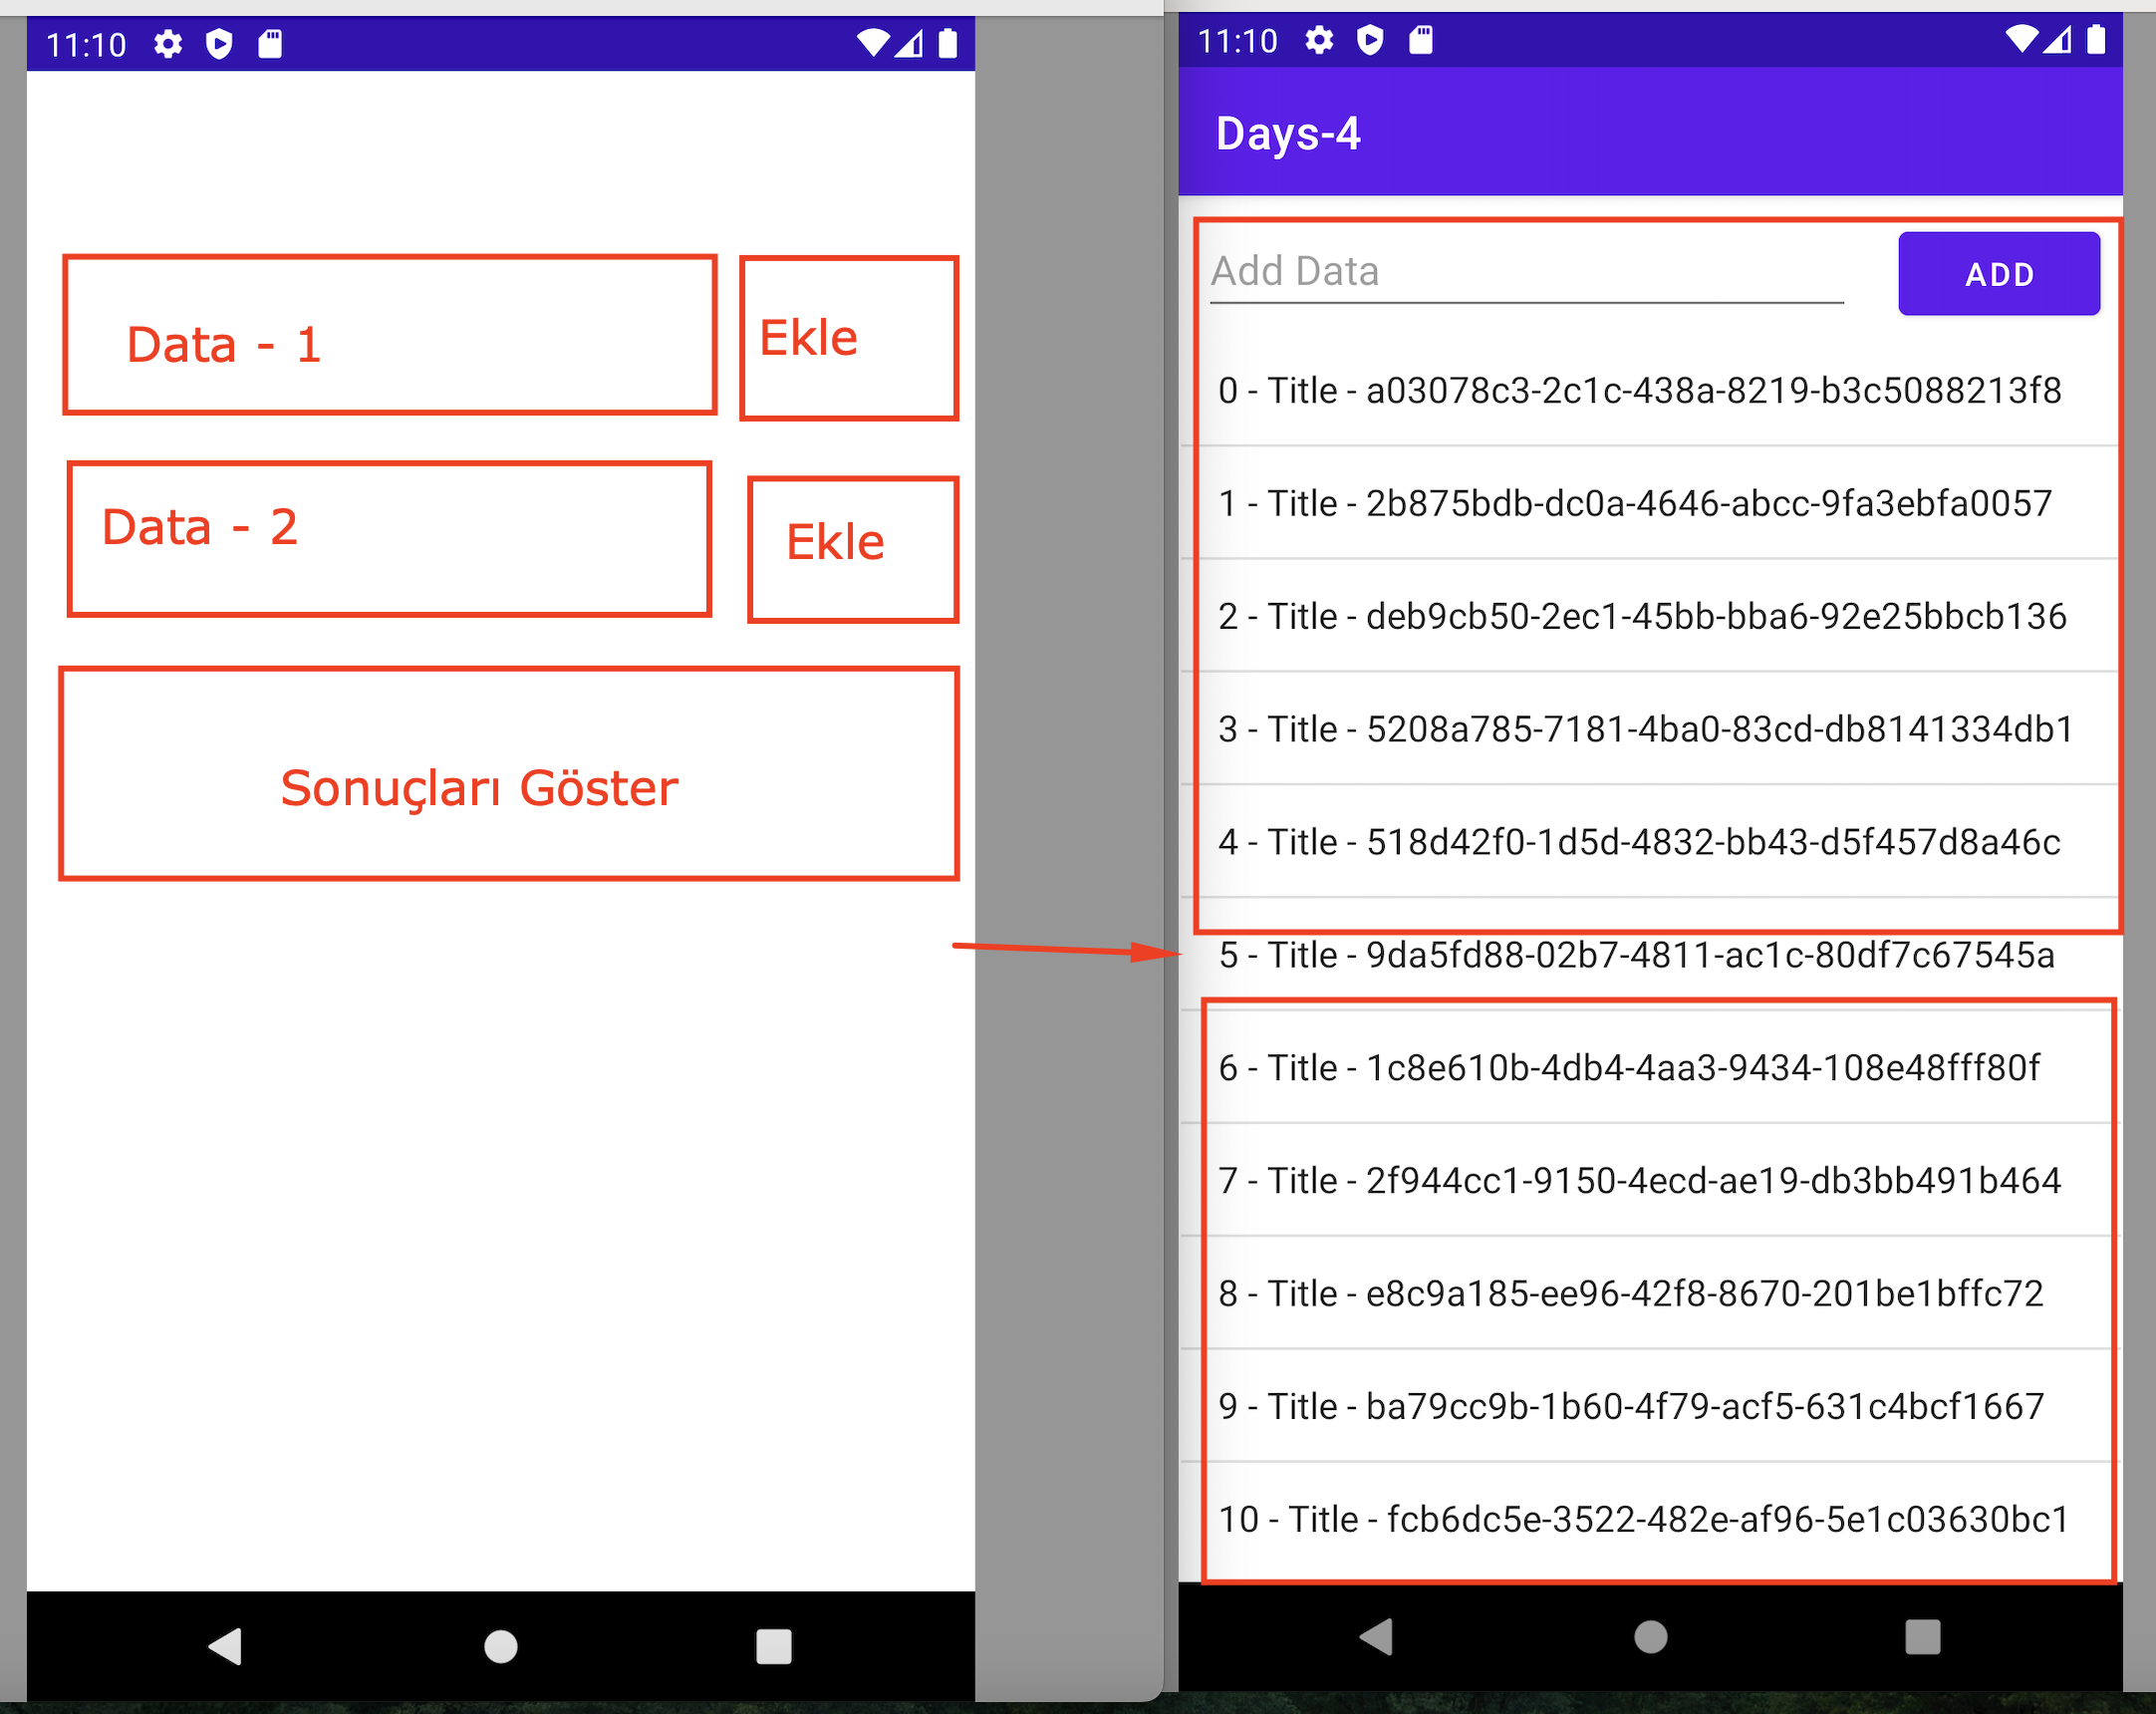 11:10
Data - 1
Ekle
Data - 2
Ekle
Sonuçları Göster
11:10
Days-4
Add Data
ADD
0 - Title - a03078c3-2c1c-438a-8219-b3c5088213f8
1 - Title - 2b875bdb-dc0a-4646-abcc-9fa3ebfa0057
2 - Title - deb9cb50-2ec1-45bb-bba6-92e25bbcb136
3 - Title - 5208a785-7181-4ba0-83cd-db8141334db1
4 - Title - 518d42f0-1d5d-4832-bb43-d5f457d8a46c
5 - Title - 9da5fd88-02b7-4811-ac1c-80df7c67545a
6 - Title - 1c8e610b-4db4-4aa3-9434-108e48fff80f
7 - Title - 2f944cc1-9150-4ecd-ae19-db3bb491b464
8 - Title - e8c9a185-ee96-42f8-8670-201be1bffc72
9 - Title - ba79cc9b-1b60-4f79-acf5-631c4bcf1667
10 - Title - fcb6dc5e-3522-482e-af96-5e1c03630bc1